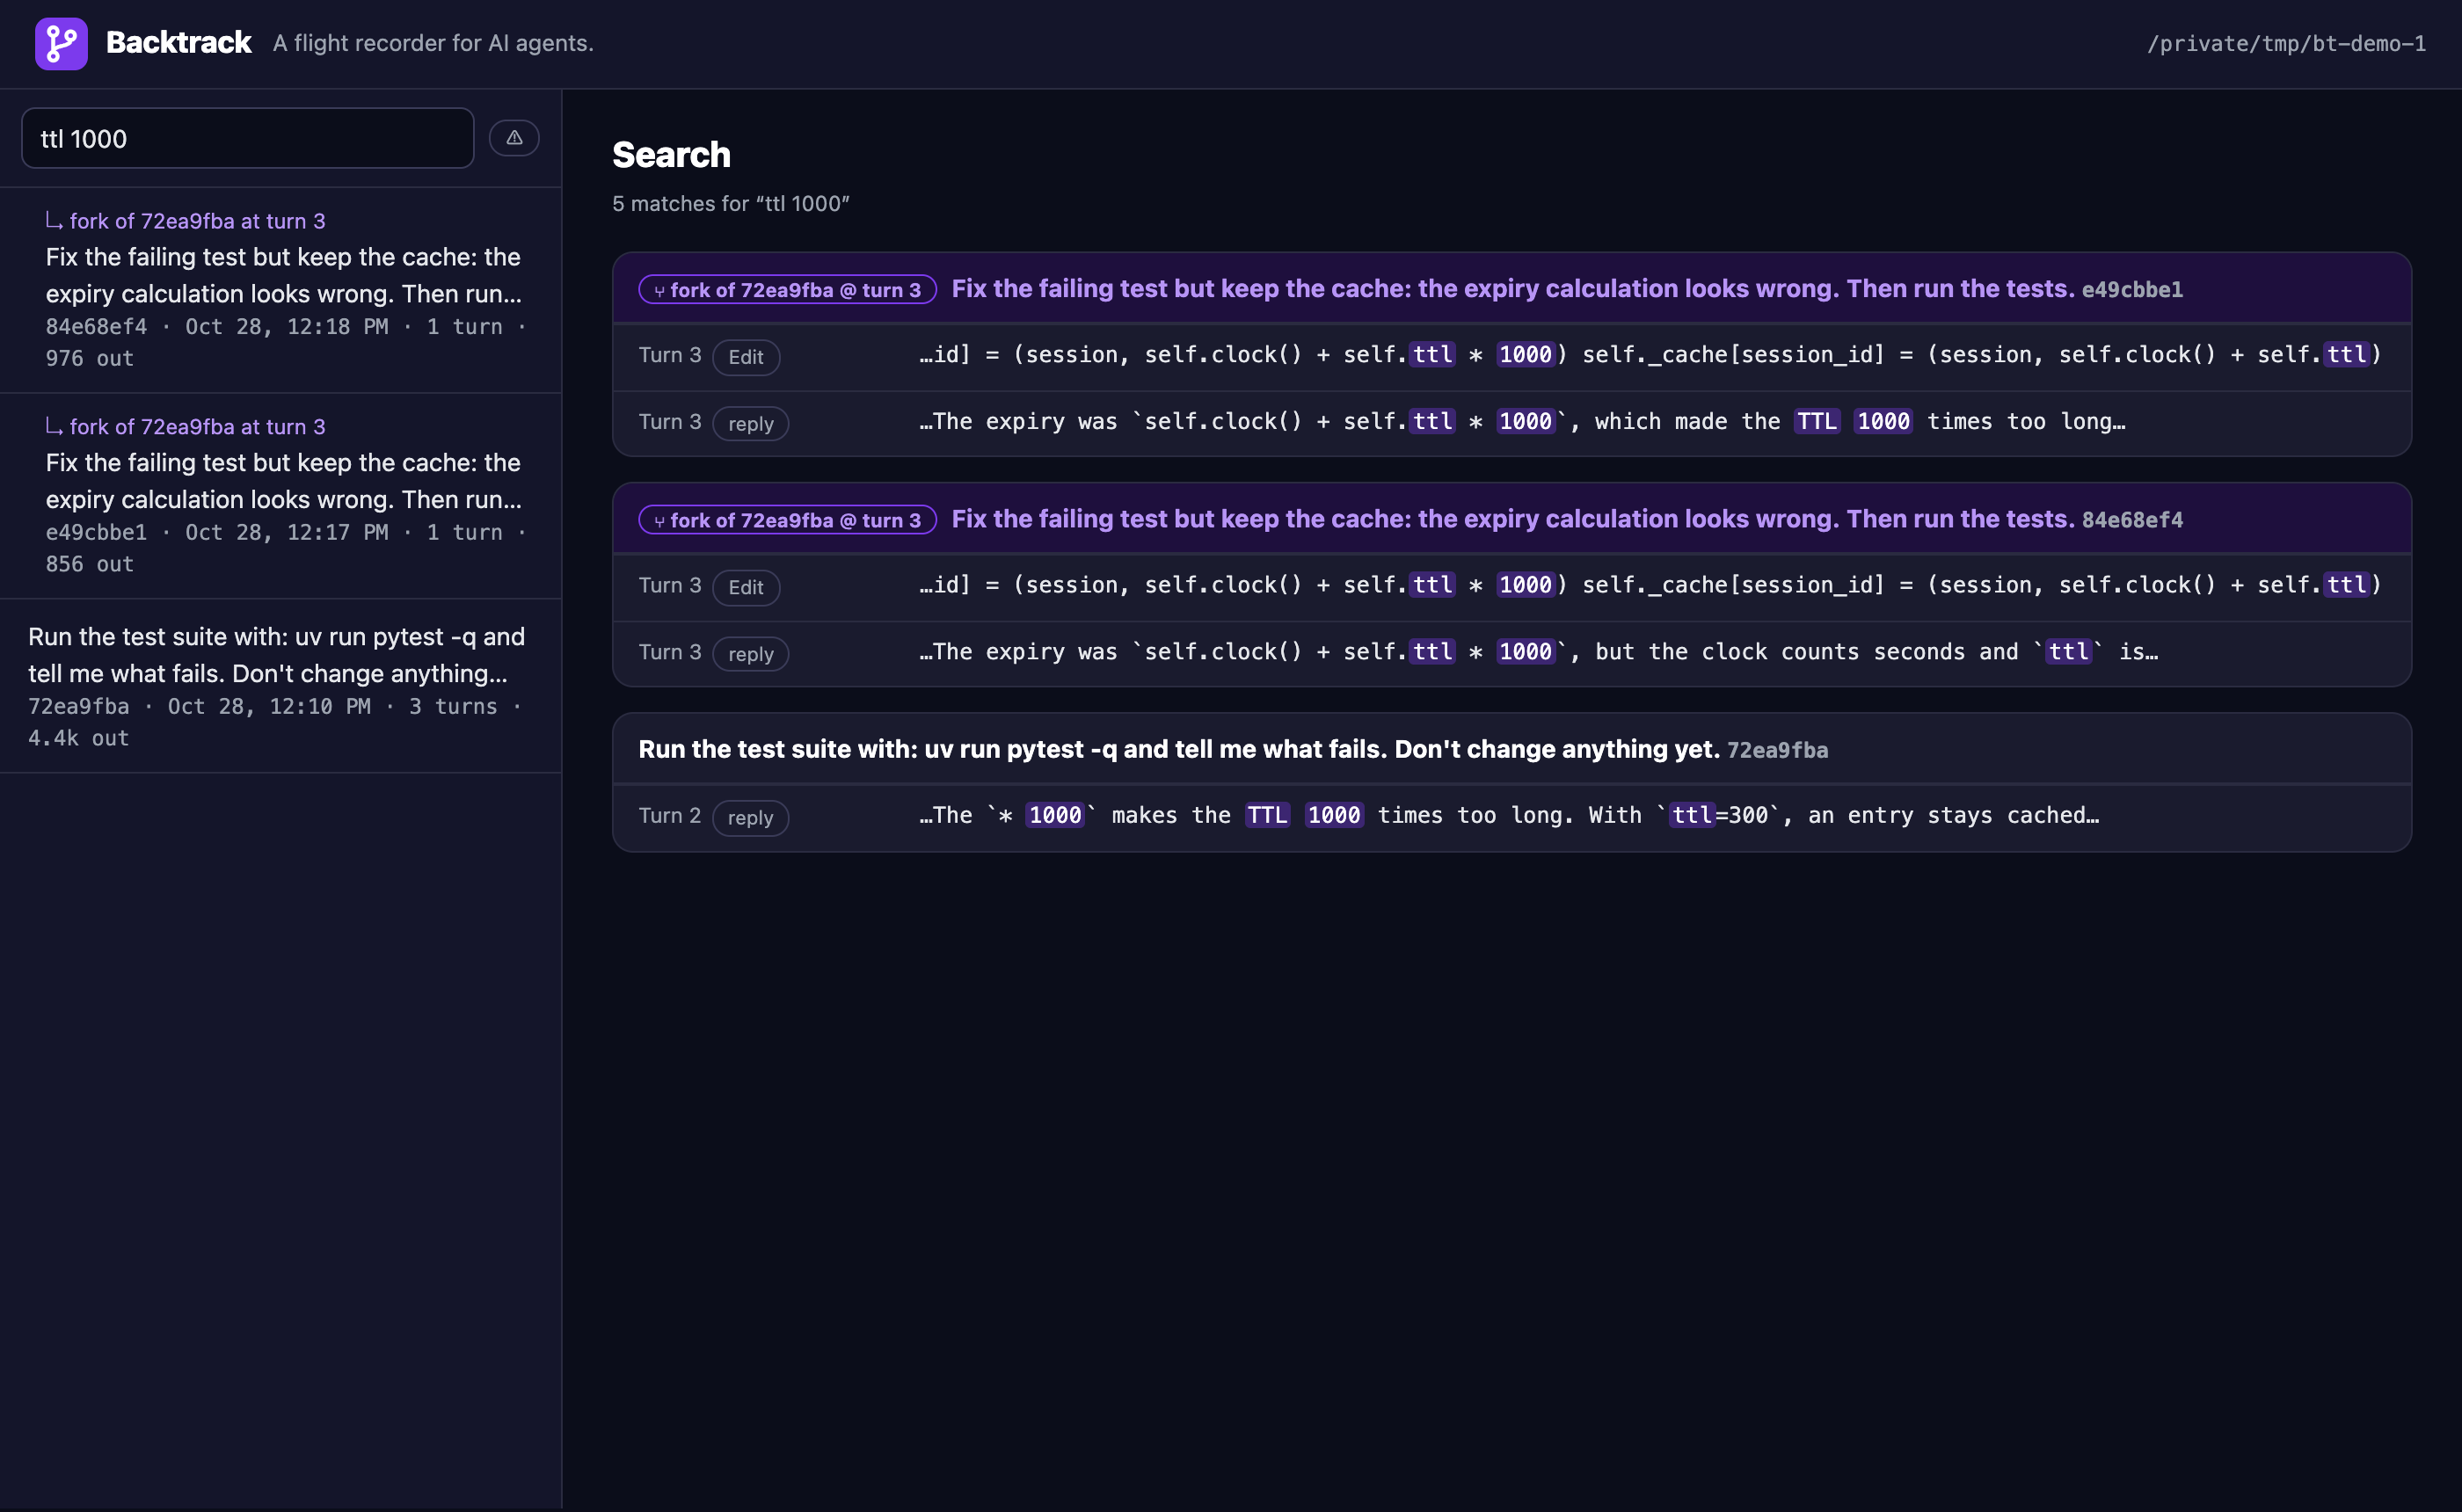 Backtrack A flight recorder for AI agents. /private/tmp/bt-demo-1
ttl 1000
fork of 72ea9fba at turn 3
Fix the failing test but keep the cache: the
expiry calculation looks wrong. Then run...
84e68ef4 · Oct 28, 12:18 PM · 1 turn ·
976 out
fork of 72ea9fba at turn 3
Fix the failing test but keep the cache: the
expiry calculation looks wrong. Then run...
e49cbbe1 · Oct 28, 12:17 PM · 1 turn ·
856 out
Run the test suite with: uv run pytest -q and
tell me what fails. Don't change anything...
72ea9fba · Oct 28, 12:10 PM · 3 turns ·
4.4k out
Search
5 matches for “ttl 1000”
fork of 72ea9fba @ turn 3 Fix the failing test but keep the cache: the expiry calculation looks wrong. Then run the tests. e49cbbe1
Turn 3 Edit …id] = (session, self.clock() + self.ttl * 1000) self._cache[session_id] = (session, self.clock() + self.ttl)
Turn 3 reply …The expiry was `self.clock() + self.ttl * 1000`, which made the TTL 1000 times too long…
fork of 72ea9fba @ turn 3 Fix the failing test but keep the cache: the expiry calculation looks wrong. Then run the tests. 84e68ef4
Turn 3 Edit …id] = (session, self.clock() + self.ttl * 1000) self._cache[session_id] = (session, self.clock() + self.ttl)
Turn 3 reply …The expiry was `self.clock() + self.ttl * 1000`, but the clock counts seconds and `ttl` is…
Run the test suite with: uv run pytest -q and tell me what fails. Don't change anything yet. 72ea9fba
Turn 2 reply …The `* 1000` makes the TTL 1000 times too long. With `ttl=300`, an entry stays cached…